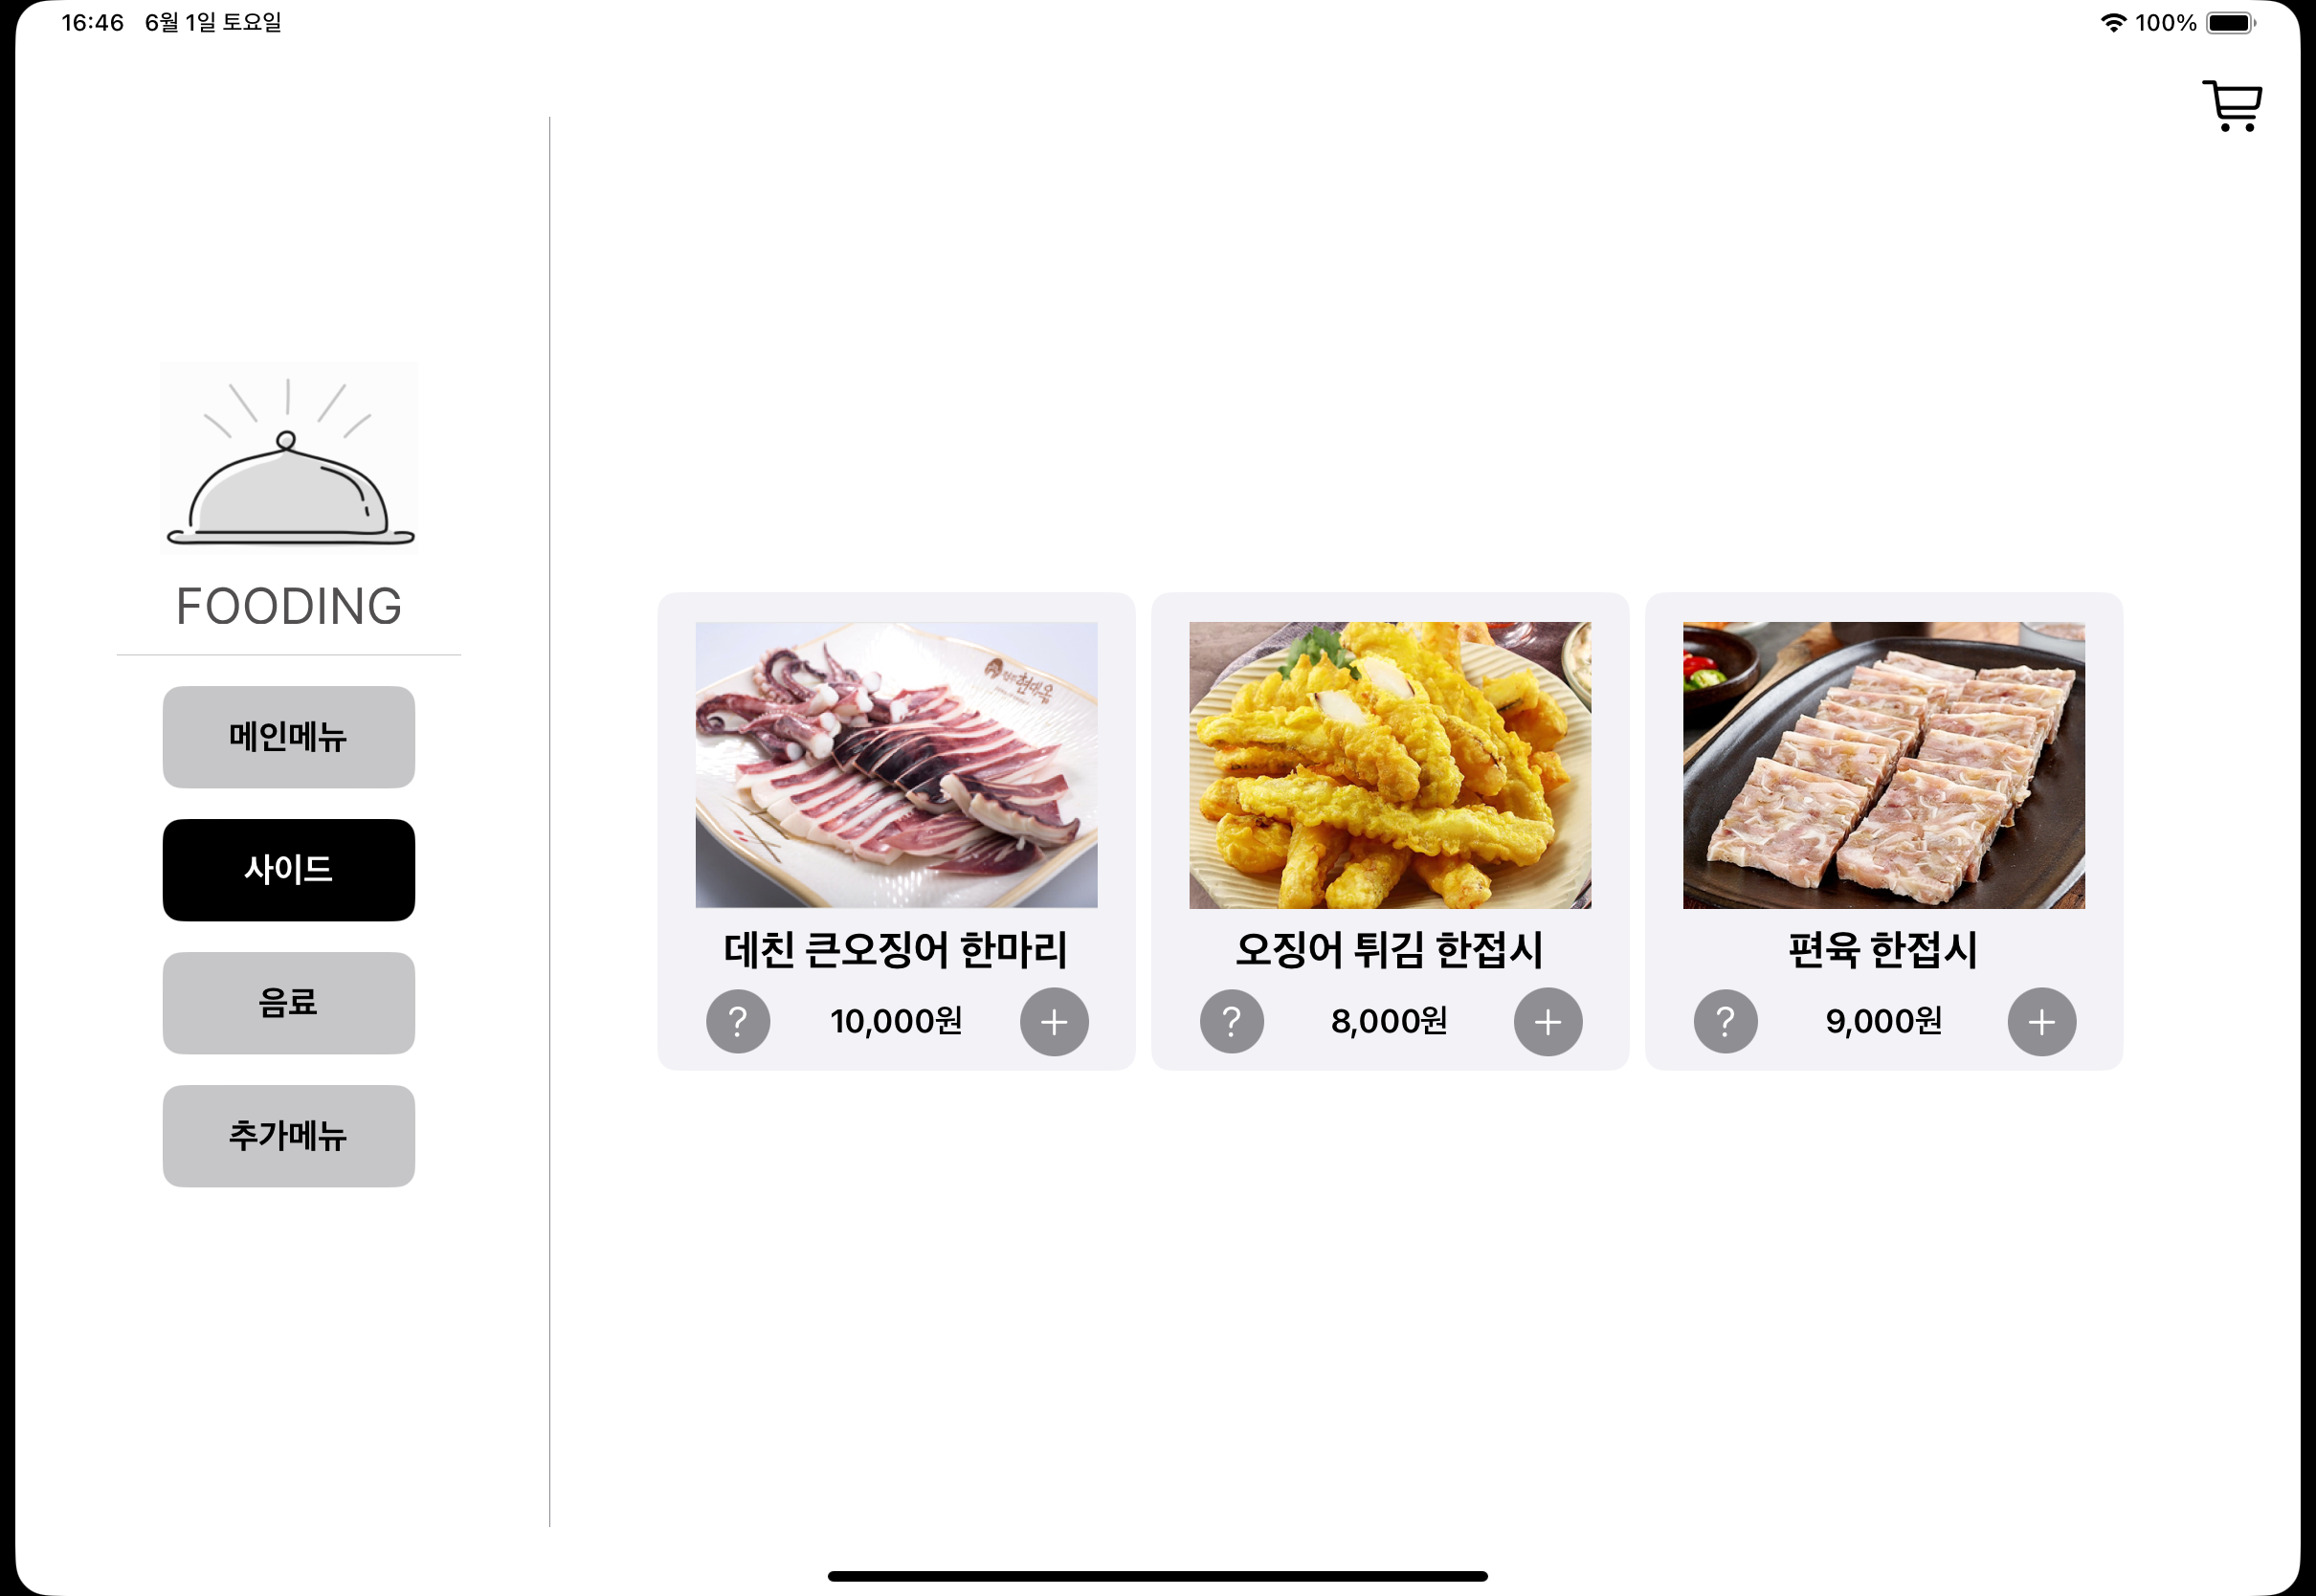 16:46 6월 1일 토요일
100%
FOODING
메인메뉴
사이드
음료
추가메뉴
현대옥
데친 큰오징어 한마리
? 10,000원 +
오징어 튀김 한접시
? 8,000원 +
편육 한접시
? 9,000원 +